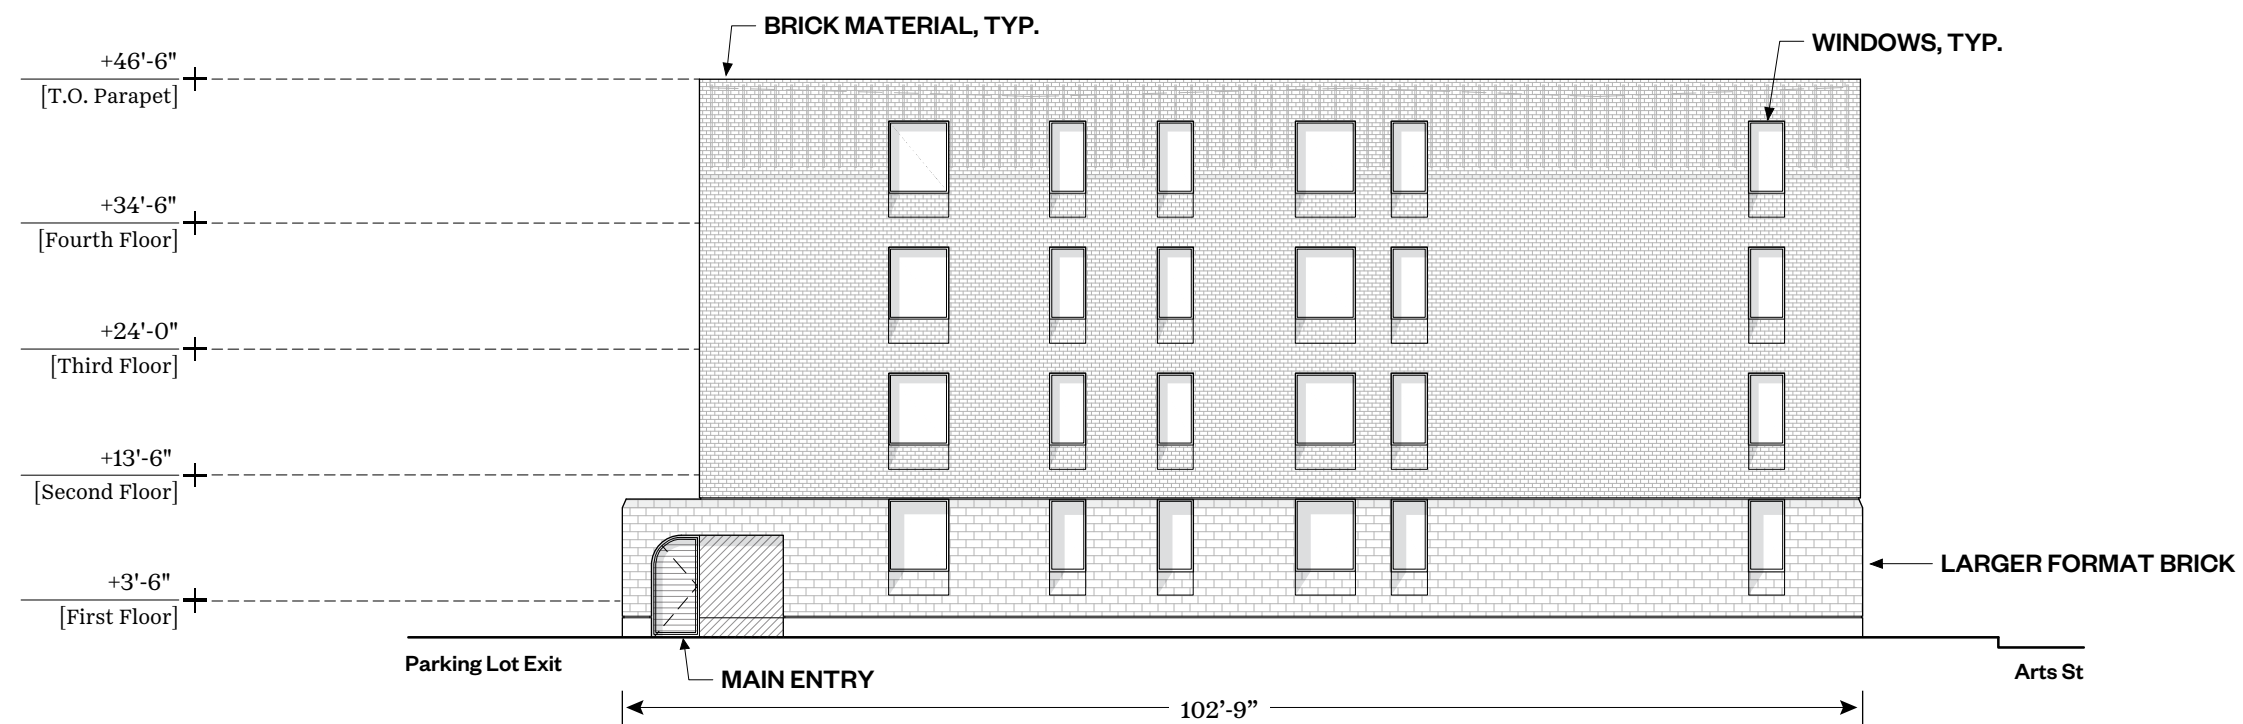 BRICK MATERIAL, TYP.
WINDOWS, TYP.
+46'-6"
[T.O. Parapet]
+34'-6"
[Fourth Floor]
+24'-0"
[Third Floor]
+13'-6"
[Second Floor]
LARGER FORMAT BRICK
+3'-6"
[First Floor]
Parking Lot Exit
MAIN ENTRY
Arts St
102’-9”